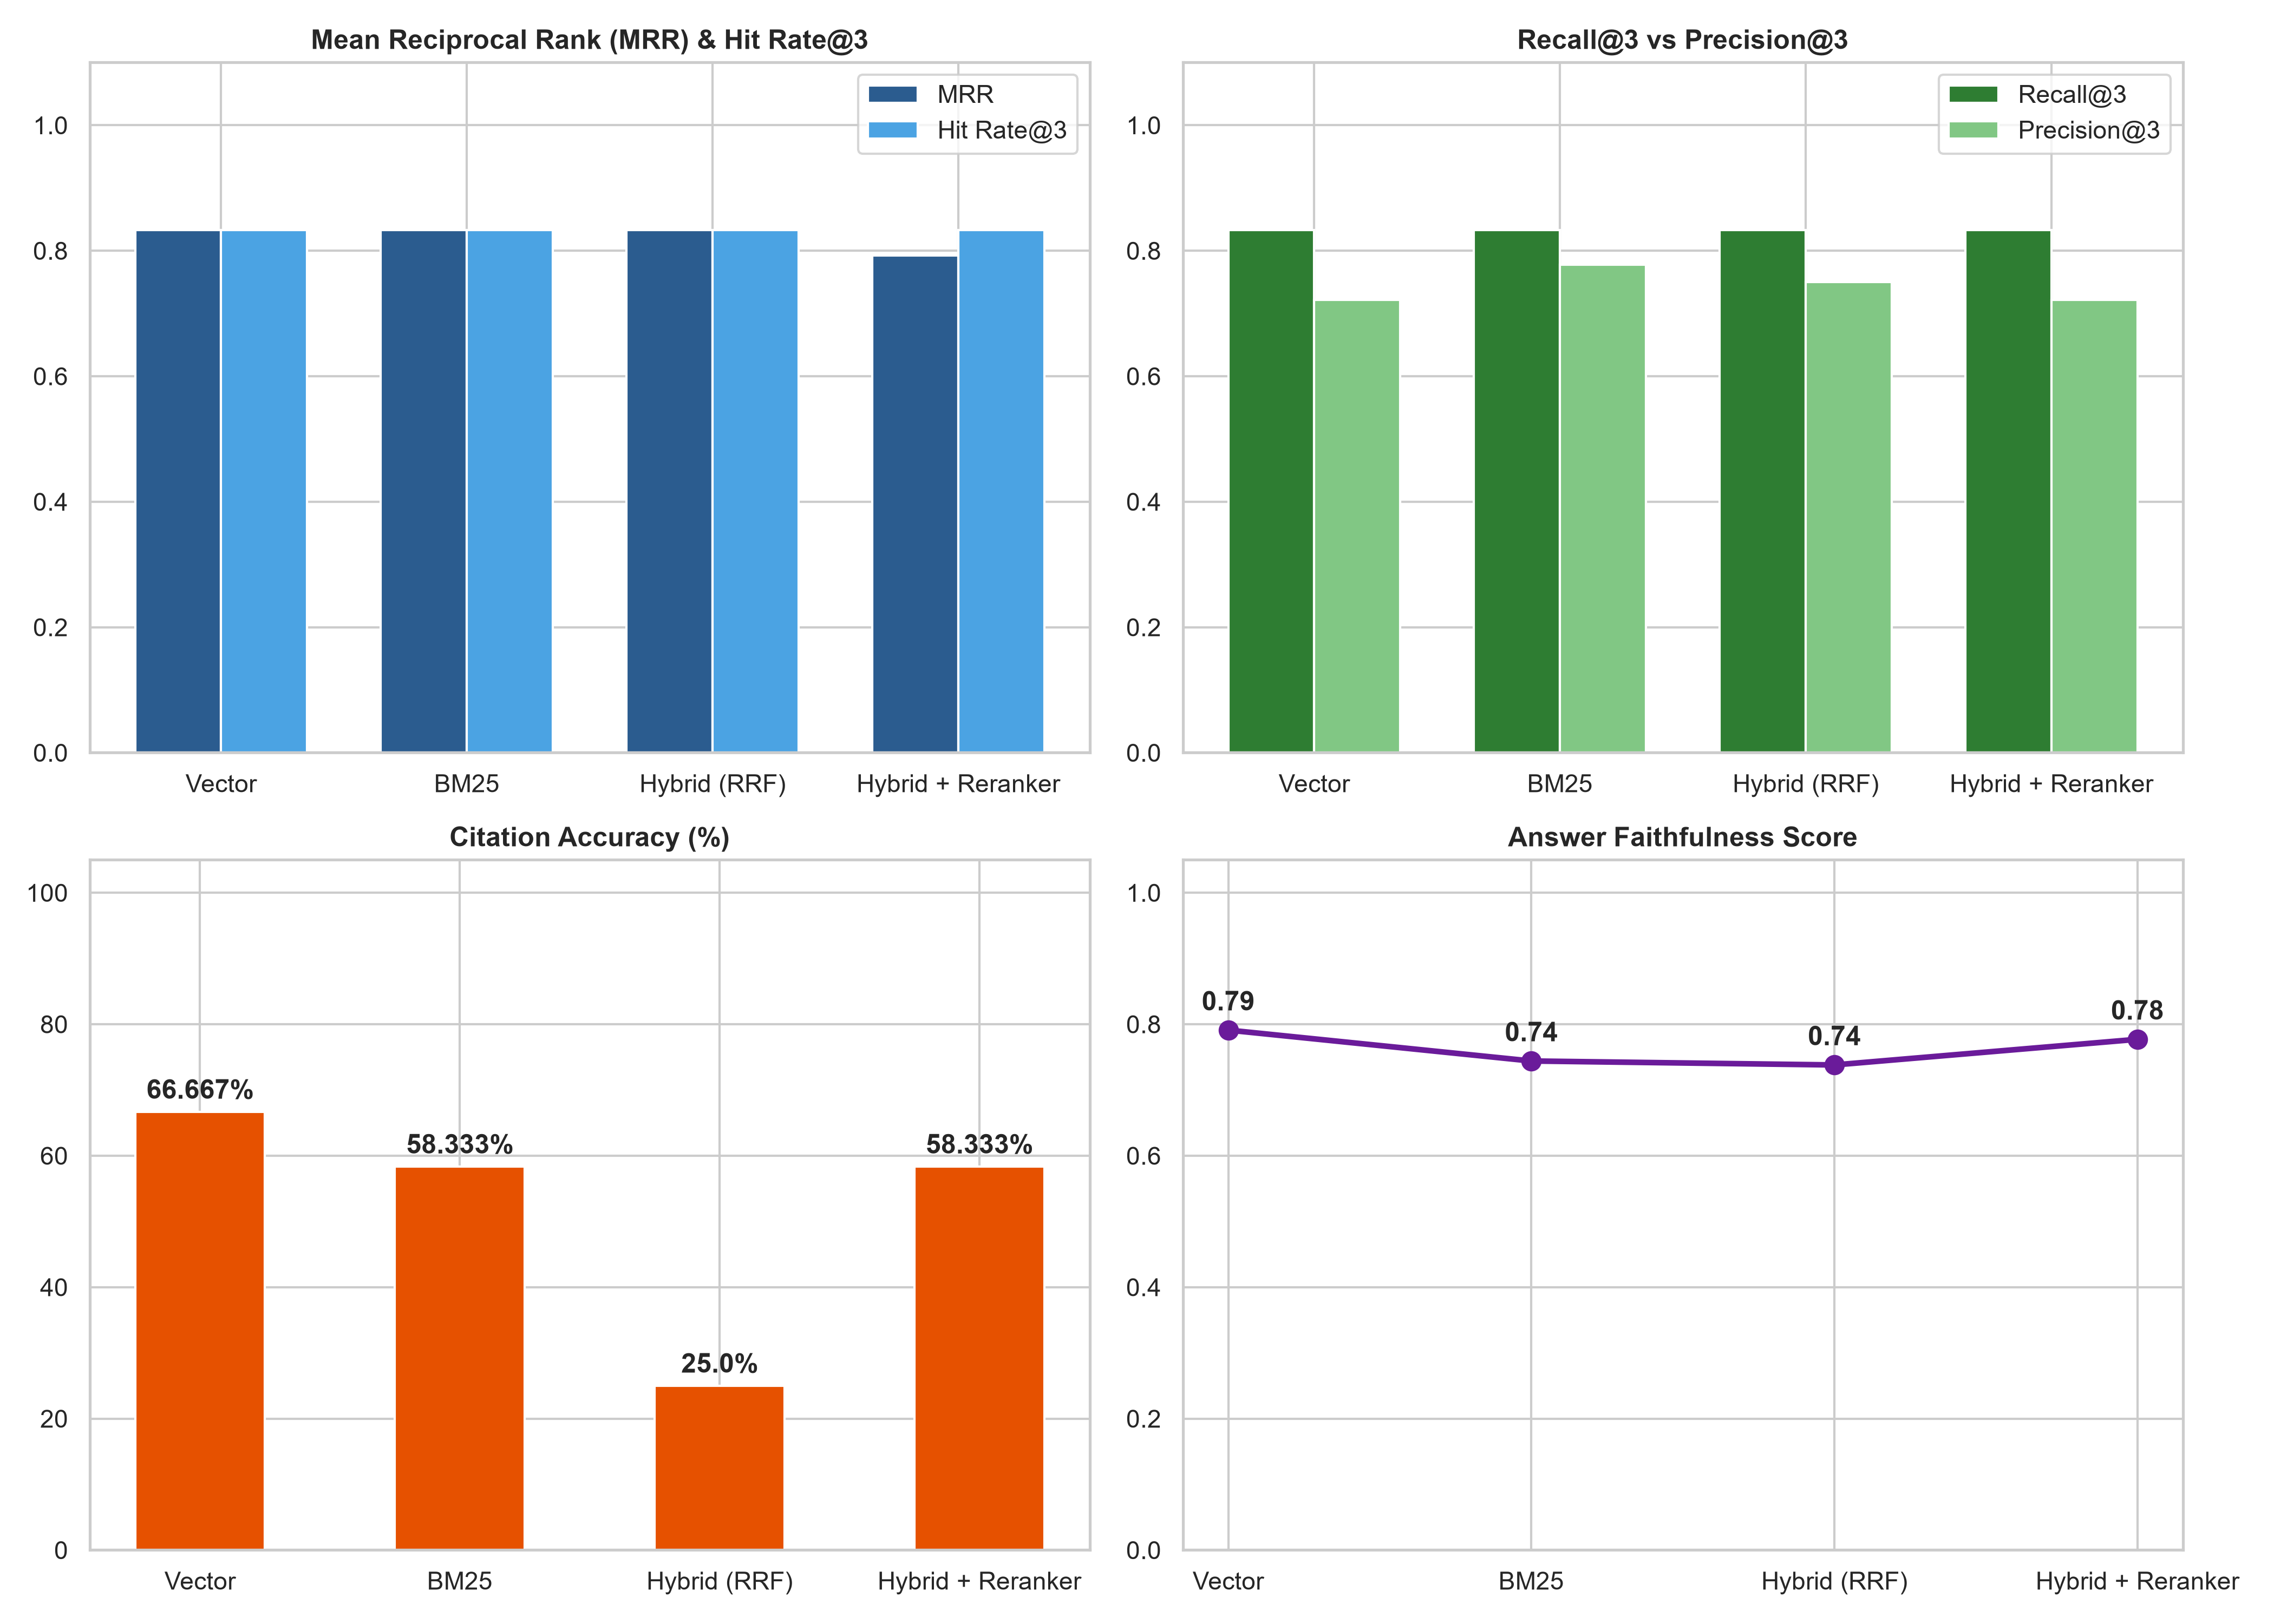 Mean Reciprocal Rank (MRR) & Hit Rate@3
MRR
Hit Rate@3
1.0
0.8
0.6
0.4
0.2
0.0
Vector BM25 Hybrid (RRF) Hybrid + Reranker
Recall@3 vs Precision@3
Recall@3
Precision@3
1.0
0.8
0.6
0.4
0.2
0.0
Vector BM25 Hybrid (RRF) Hybrid + Reranker
Citation Accuracy (%)
100
80
60
40
20
0
66.667%
58.333%
25.0%
58.333%
Vector BM25 Hybrid (RRF) Hybrid + Reranker
Answer Faithfulness Score
1.0
0.8
0.6
0.4
0.2
0.0
0.79
0.74
0.74
0.78
Vector BM25 Hybrid (RRF) Hybrid + Reranker